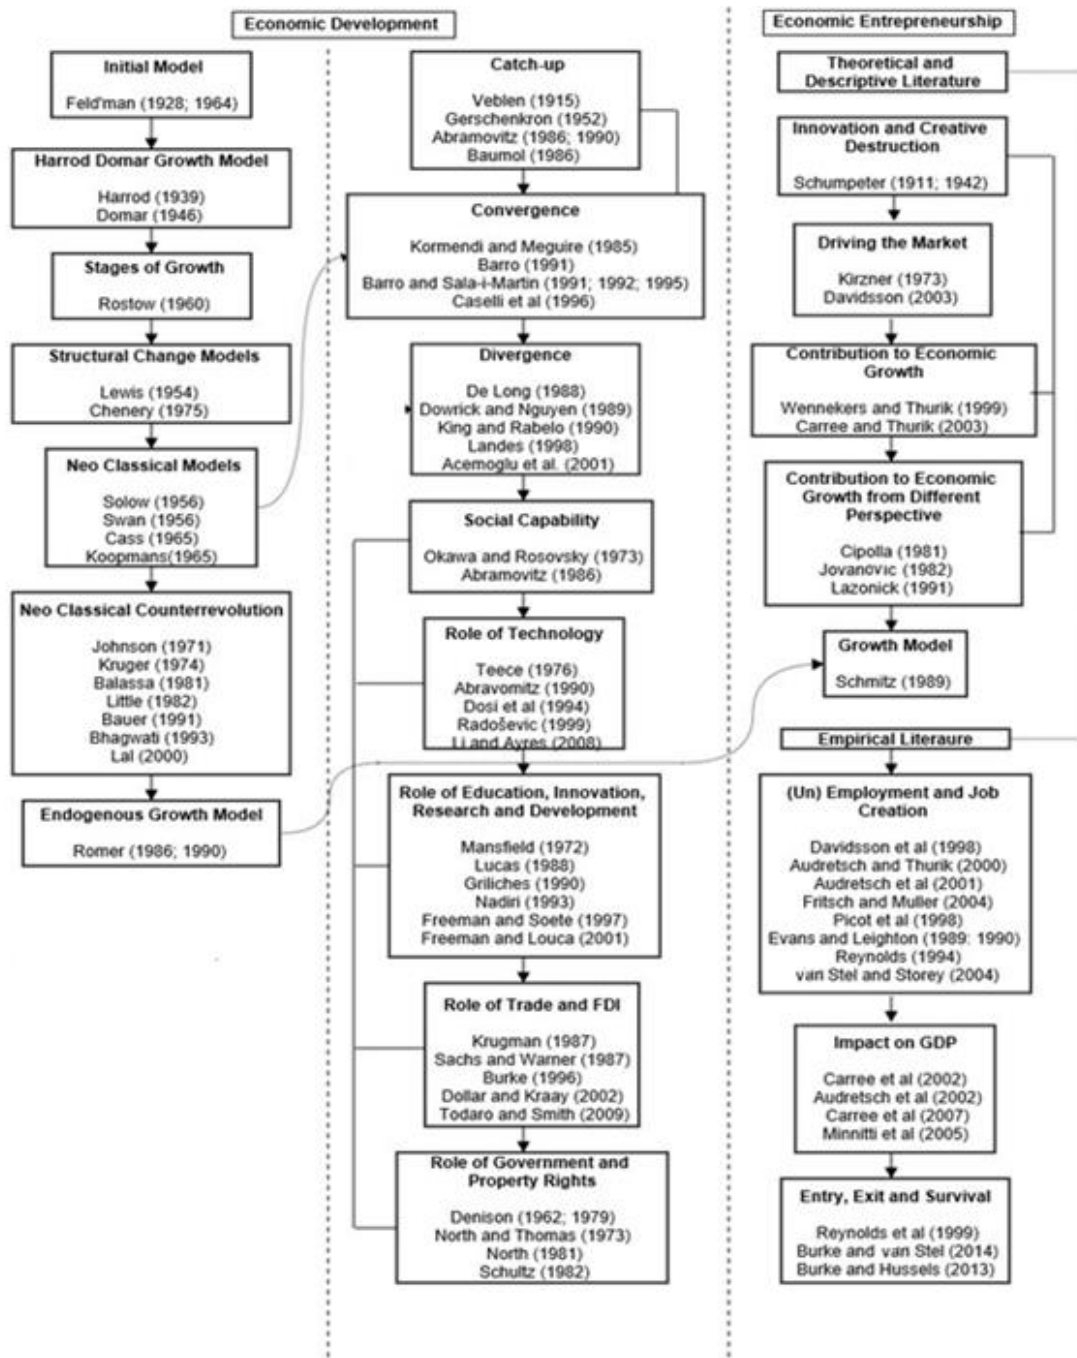 Economic Development
Initial Model
Feld'man (1928; 1964)
Harrod Domar Growth Model
Harrod (1939)
Domar (1946)
Stages of Growth
Rostow (1960)
Structural Change Models
Lewis (1954)
Chenery (1975)
Neo Classical Models
Solow (1956)
Swan (1956)
Cass (1965)
Koopmans(1965)
Neo Classical Counterrevolution
Johnson (1971)
Kruger (1974)
Balassa (1981)
Little (1982)
Bauer (1991)
Bhagwati (1993)
Lal (2000)
Endogenous Growth Model
Romer (1986; 1990)
Catch-up
Veblen (1915)
Gerschenkron (1952)
Abramovitz (1986; 1990)
Baumol (1986)
Convergence
Kormendi and Meguire (1985)
Barro (1991)
Barro and Sala-i-Martin (1991; 1992; 1995)
Caselli et al (1996)
Divergence
De Long (1988)
Dowrick and Nguyen (1989)
King and Rabelo (1990)
Landes (1998)
Acemoglu et al. (2001)
Social Capability
Okawa and Rosovsky (1973)
Abramovitz (1986)
Role of Technology
Teece (1976)
Abravomitz (1990)
Dosi et al (1994)
Radoševic (1999)
Li and Ayres (2008)
Role of Education, Innovation,
Research and Development
Mansfield (1972)
Lucas (1988)
Griliches (1990)
Nadiri (1993)
Freeman and Soete (1997)
Freeman and Louca (2001)
Role of Trade and FDI
Krugman (1987)
Sachs and Warner (1987)
Burke (1996)
Dollar and Kraay (2002)
Todaro and Smith (2009)
Role of Government and
Property Rights
Denison (1962; 1979)
North and Thomas (1973)
North (1981)
Schultz (1982)
Economic Entrepreneurship
Theoretical and
Descriptive Literature
Innovation and Creative
Destruction
Schumpeter (1911; 1942)
Driving the Market
Kirzner (1973)
Davidsson (2003)
Contribution to Economic
Growth
Wennekers and Thurik (1999)
Carree and Thurik (2003)
Contribution to Economic
Growth from Different
Perspective
Cipolla (1981)
Jovanovic (1982)
Lazonick (1991)
Growth Model
Schmitz (1989)
Empirical Literaure
(Un) Employment and Job
Creation
Davidsson et al (1998)
Audretsch and Thurik (2000)
Audretsch et al (2001)
Fritsch and Muller (2004)
Picot et al (1998)
Evans and Leighton (1989: 1990)
Reynolds (1994)
van Stel and Storey (2004)
Impact on GDP
Carree et al (2002)
Audretsch et al (2002)
Carree et al (2007)
Minnitti et al (2005)
Entry, Exit and Survival
Reynolds et al (1999)
Burke and van Stel (2014)
Burke and Hussels (2013)